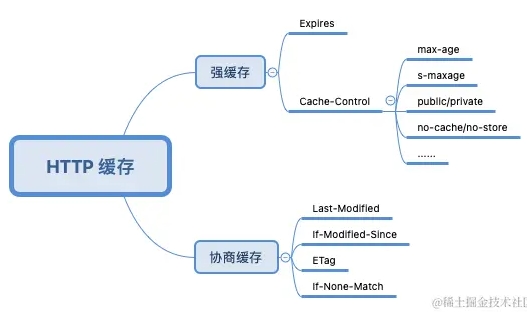 HTTP 缓存
强缓存
Expires
Cache-Control
max-age
s-maxage
public/private
no-cache/no-store
......
协商缓存
Last-Modified
If-Modified-Since
ETag
If-None-Match
@稀土掘金技术社区